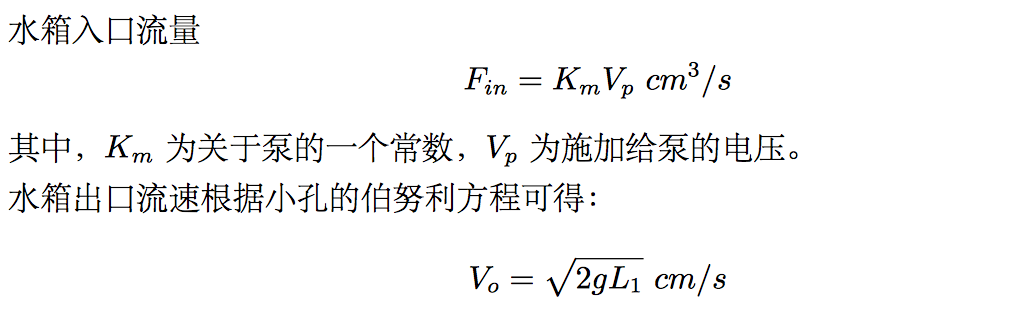 水箱入口流量
F_{in} = K_m V_p cm^3/s
其中，K_m 为关于泵的一个常数，V_p 为施加给泵的电压。
水箱出口流速根据小孔的伯努利方程可得：
V_o = \sqrt{2gL_1} cm/s